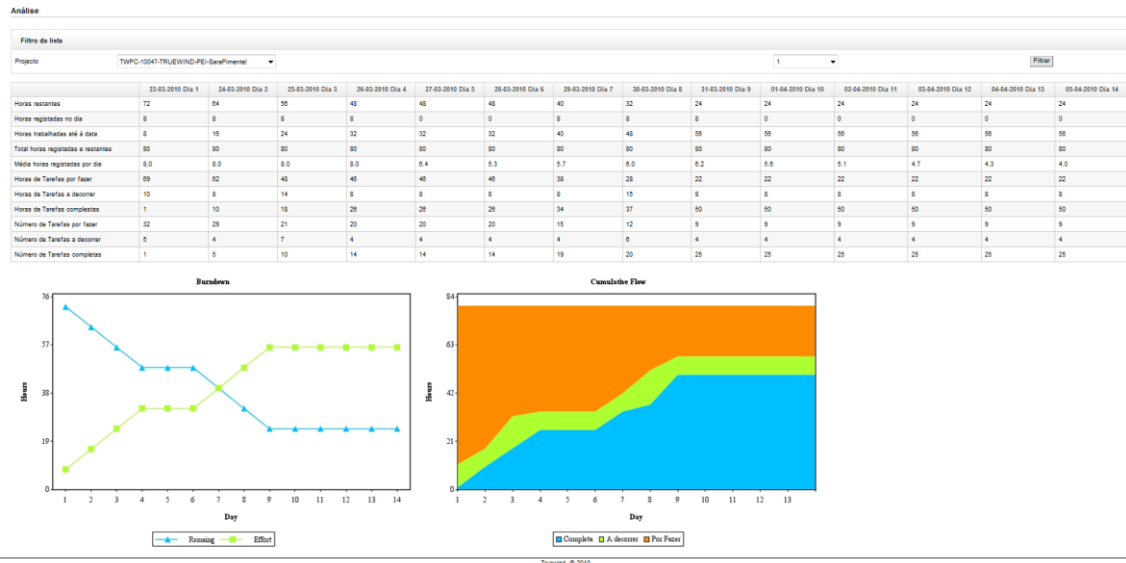 Análise
Filtro da lista
Projecto TWPC-10047-TRUEWIND-PEI-SaraPimentel 1 Filtrar
23-03-2010 Dia 1 24-03-2010 Dia 2 25-03-2010 Dia 3 26-03-2010 Dia 4 27-03-2010 Dia 5 28-03-2010 Dia 6 29-03-2010 Dia 7 30-03-2010 Dia 8 31-03-2010 Dia 9 01-04-2010 Dia 10 02-04-2010 Dia 11 03-04-2010 Dia 12 04-04-2010 Dia 13 05-04-2010 Dia 14
Horas restantes 72 64 56 48 48 48 40 32 24 24 24 24 24 24
Horas registadas no dia 8 8 8 8 0 0 8 8 8 0 0 0 0 0
Horas trabalhadas até á data 8 16 24 32 32 32 40 48 56 56 56 56 56 56
Total horas registadas e restantes 80 80 80 80 80 80 80 80 80 80 80 80 80 80
Média horas registadas por dia 8.0 8.0 8.0 8.0 6.4 5.3 5.7 6.0 6.2 5.6 5.1 4.7 4.3 4.0
Horas de Tarefas por fazer 69 62 48 46 46 46 38 28 22 22 22 22 22 22
Horas de Tarefas a decorrer 10 8 14 8 8 8 8 15 8 8 8 8 8 8
Horas de Tarefas complestas 1 10 18 26 26 26 34 37 50 50 50 50 50 50
Número de Tarefas por fazer 32 29 21 20 20 20 15 12 9 9 9 9 9 9
Número de Tarefas a decorrer 5 4 7 4 4 4 4 6 4 4 4 4 4 4
Número de Tarefas completas 1 5 10 14 14 14 19 20 25 25 25 25 25 25
Burndown
76
57
38
19
0
Hours
1 2 3 4 5 6 7 8 9 10 11 12 13 14
Day
Remaing Effort
Cumulative Flow
84
63
42
21
0
Hours
1 2 3 4 5 6 7 8 9 10 11 12 13
Day
Completa A decorrer Por Fazer